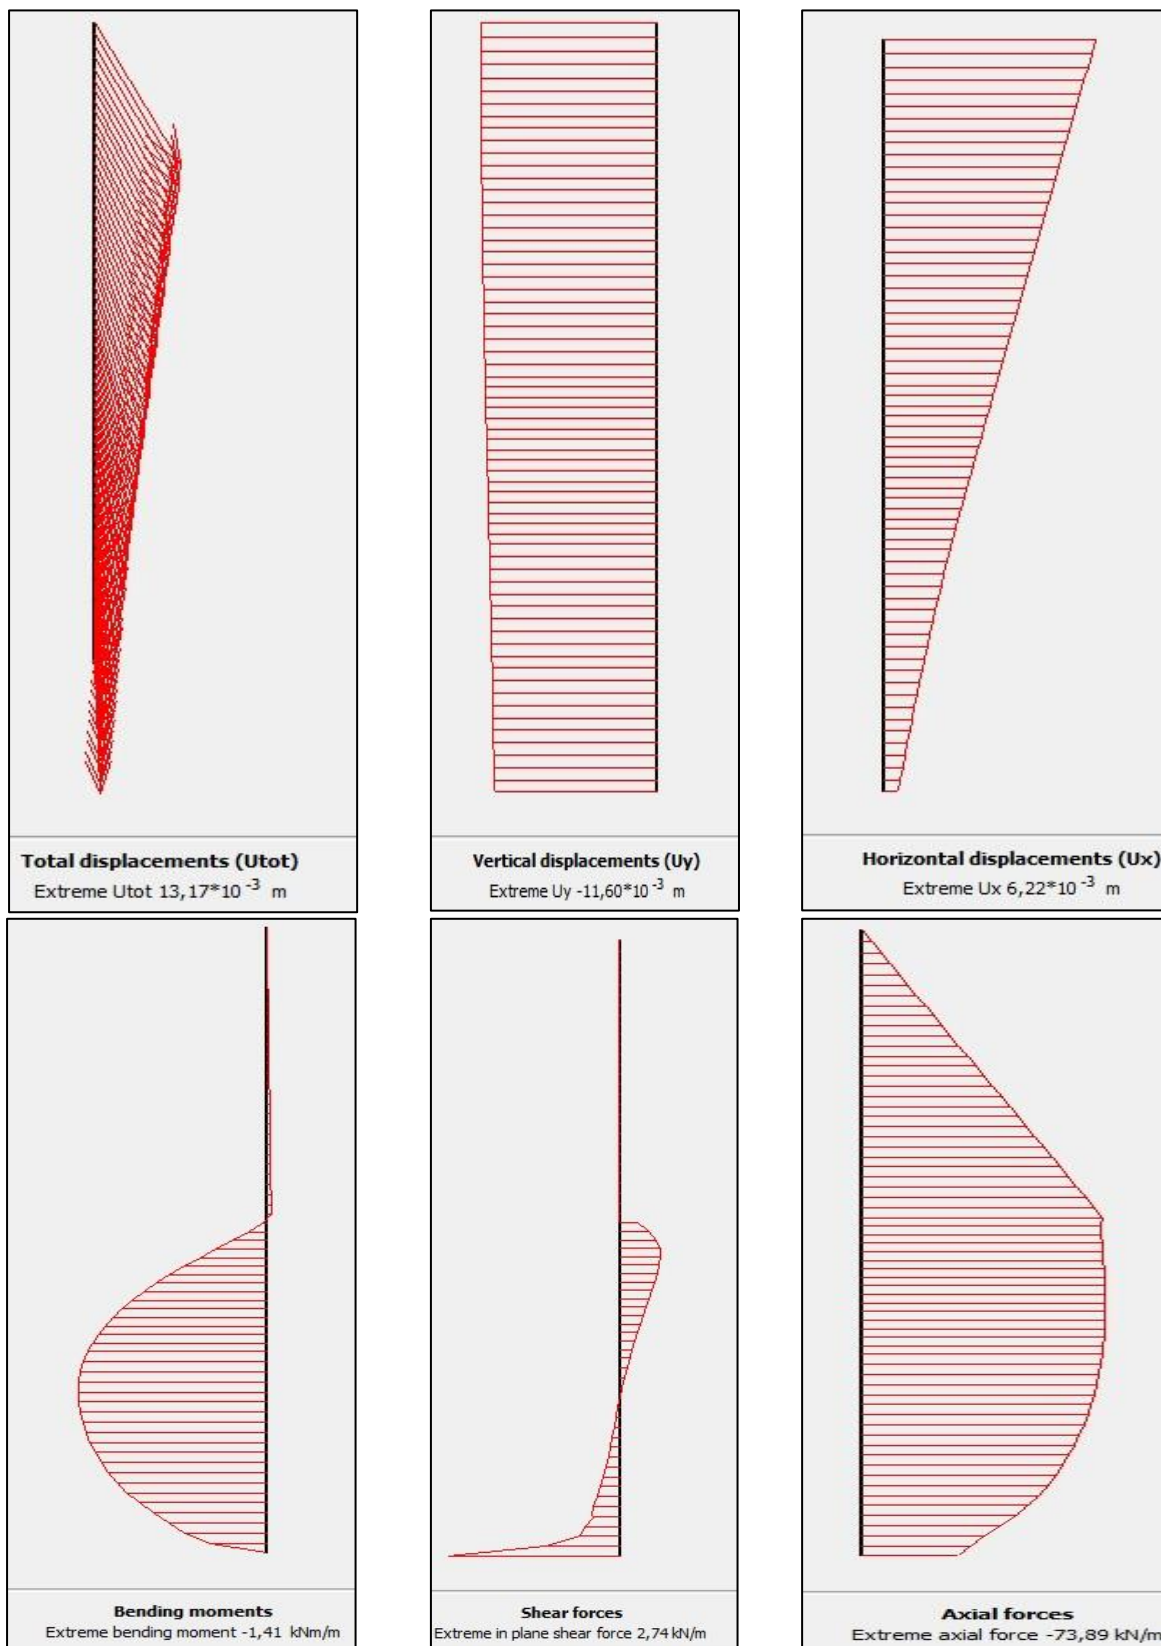 Total displacements (Utot)
Extreme Utot 13,17*10 -3 m
Vertical displacements (Uy)
Extreme Uy -11,60*10 -3 m
Horizontal displacements (Ux)
Extreme Ux 6,22*10 -3 m
Bending moments
Extreme bending moment -1,41 kNm/m
Shear forces
Extreme in plane shear force 2,74 kN/m
Axial forces
Extreme axial force -73,89 kN/m